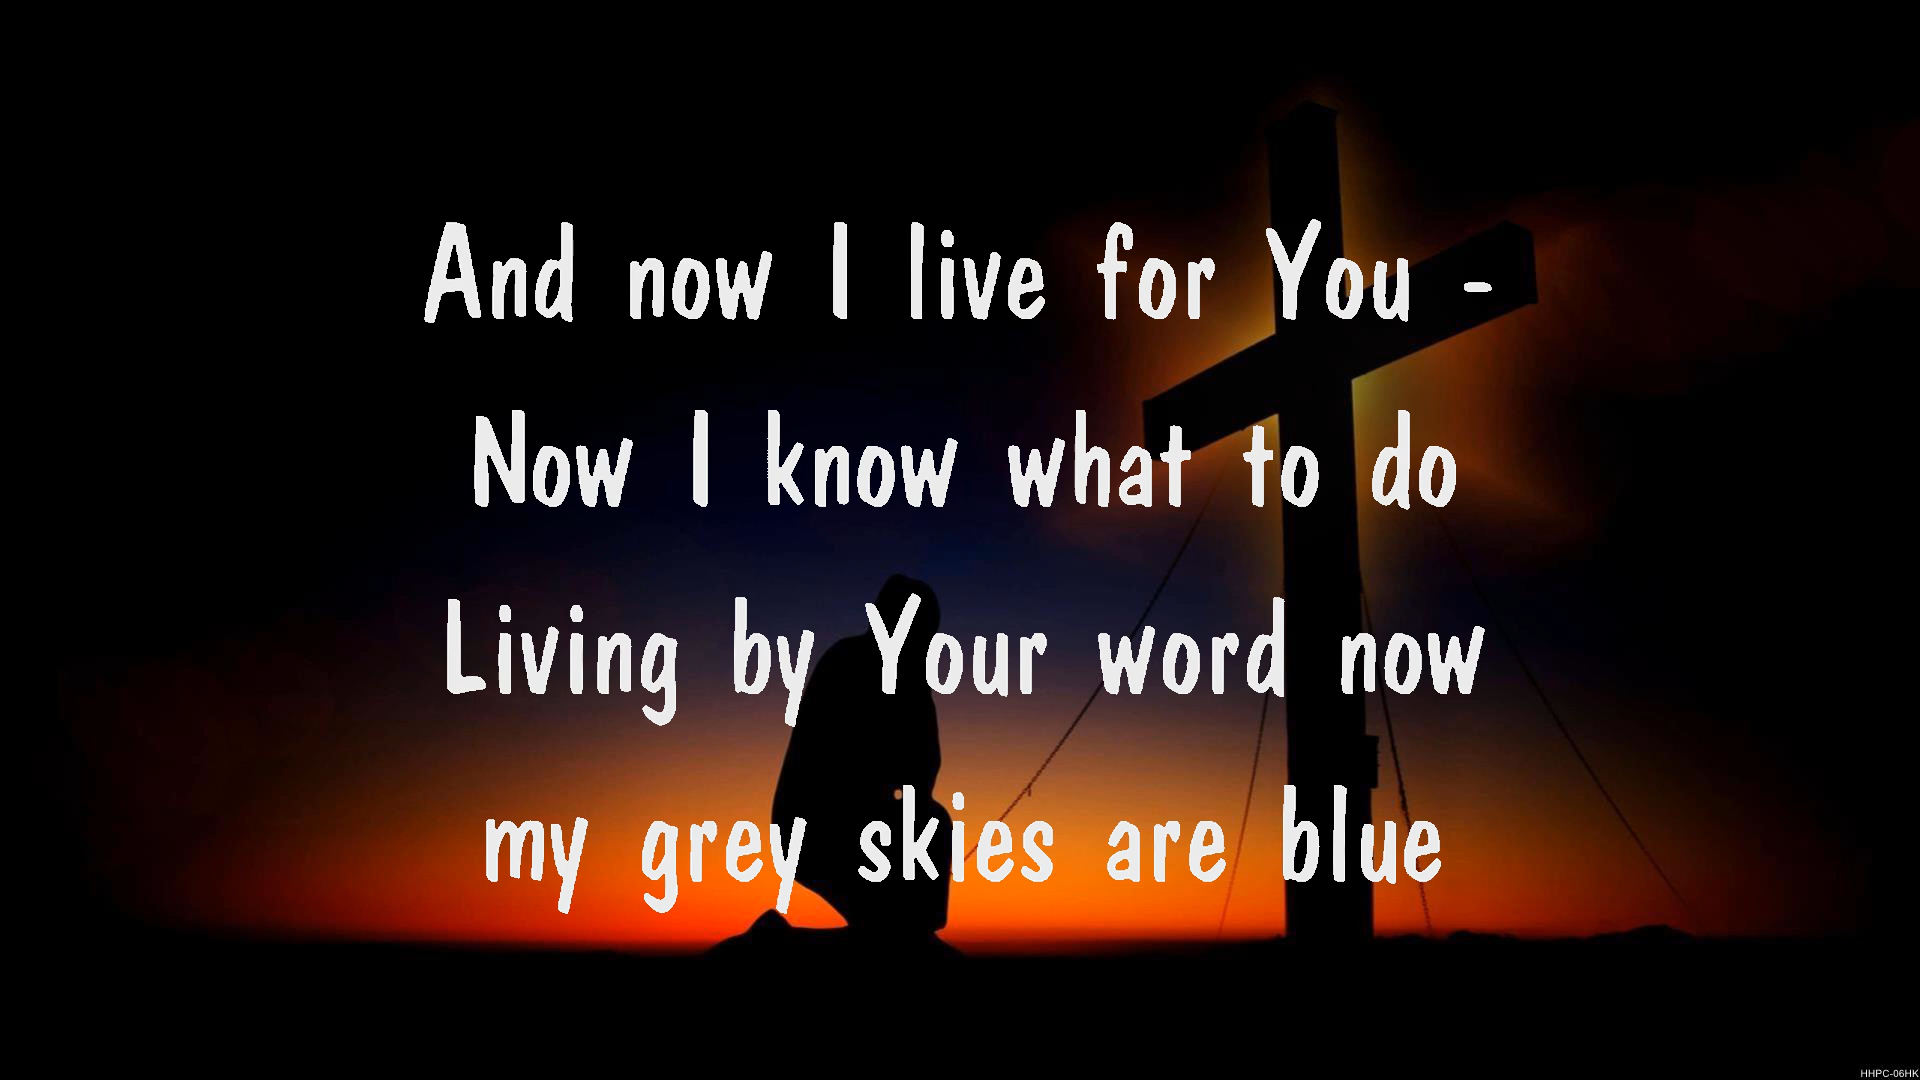 And now I live for You -
Now I know what to do
Living by Your word now
my grey skies are blue
HHPC-06HK